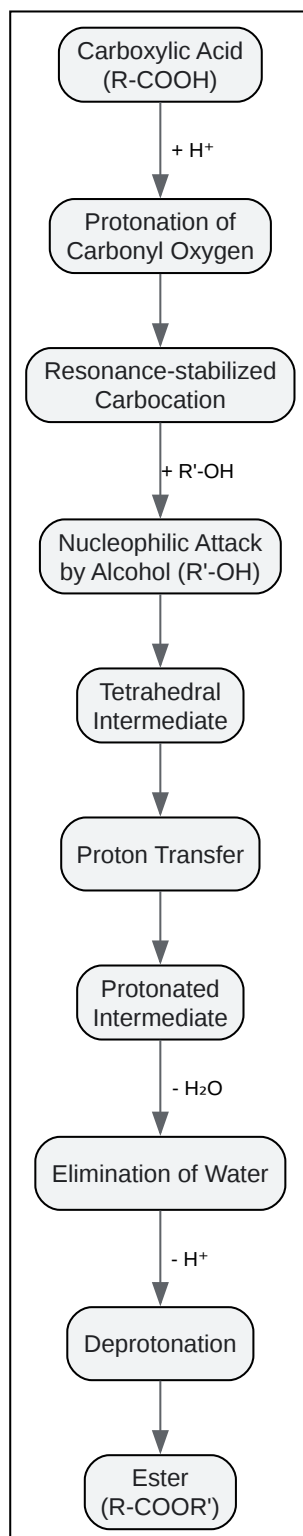 Carboxylic Acid
(R-COOH)
+ H⁺
Protonation of
Carbonyl Oxygen
Resonance-stabilized
Carbocation
+ R'-OH
Nucleophilic Attack
by Alcohol (R'-OH)
Tetrahedral
Intermediate
Proton Transfer
Protonated
Intermediate
- H₂O
Elimination of Water
- H⁺
Deprotonation
Ester
(R-COOR')